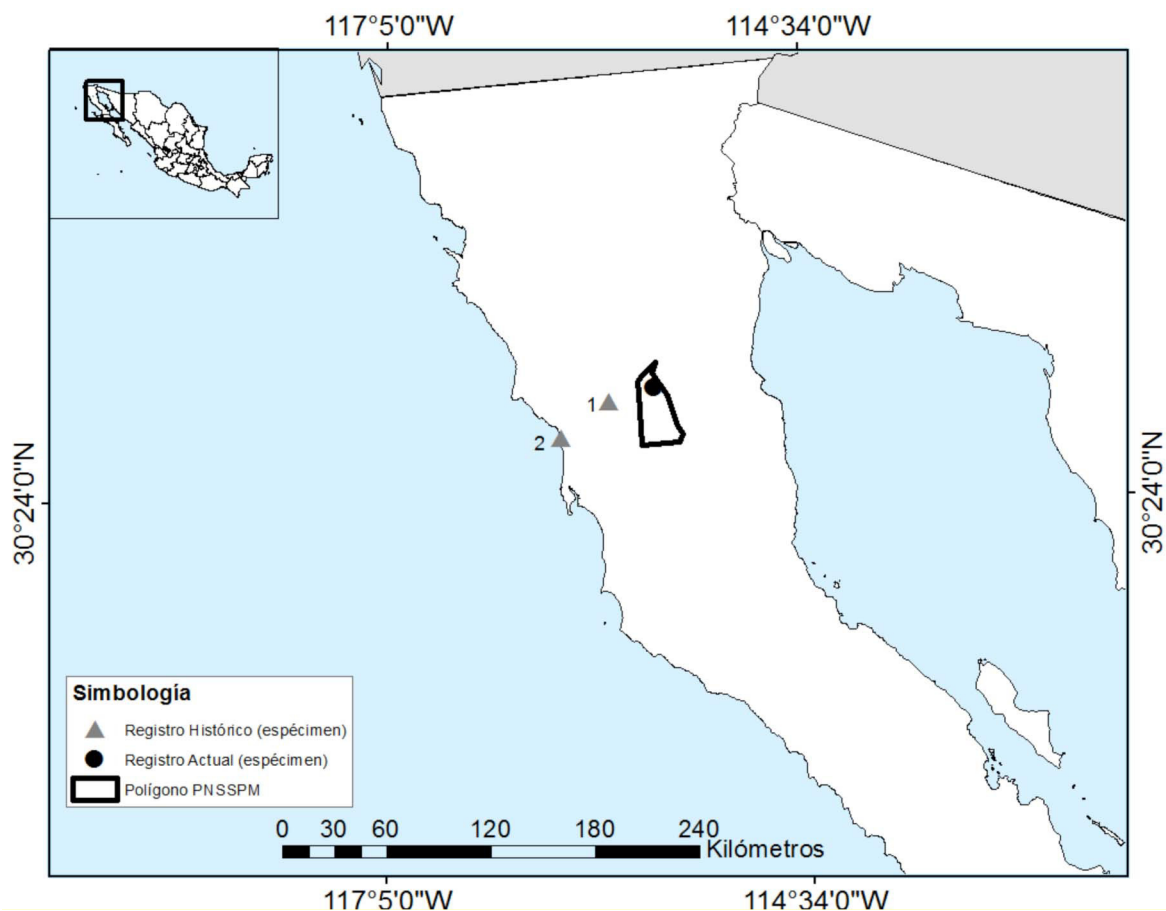 117°5'0"W 114°34'0"W
1
2
30°24'0"N 30°24'0"N
Simbología
Registro Histórico (espécimen)
Registro Actual (espécimen)
Polígono PNSSPM
0 30 60 120 180 240
Kilómetros
117°5'0"W 114°34'0"W